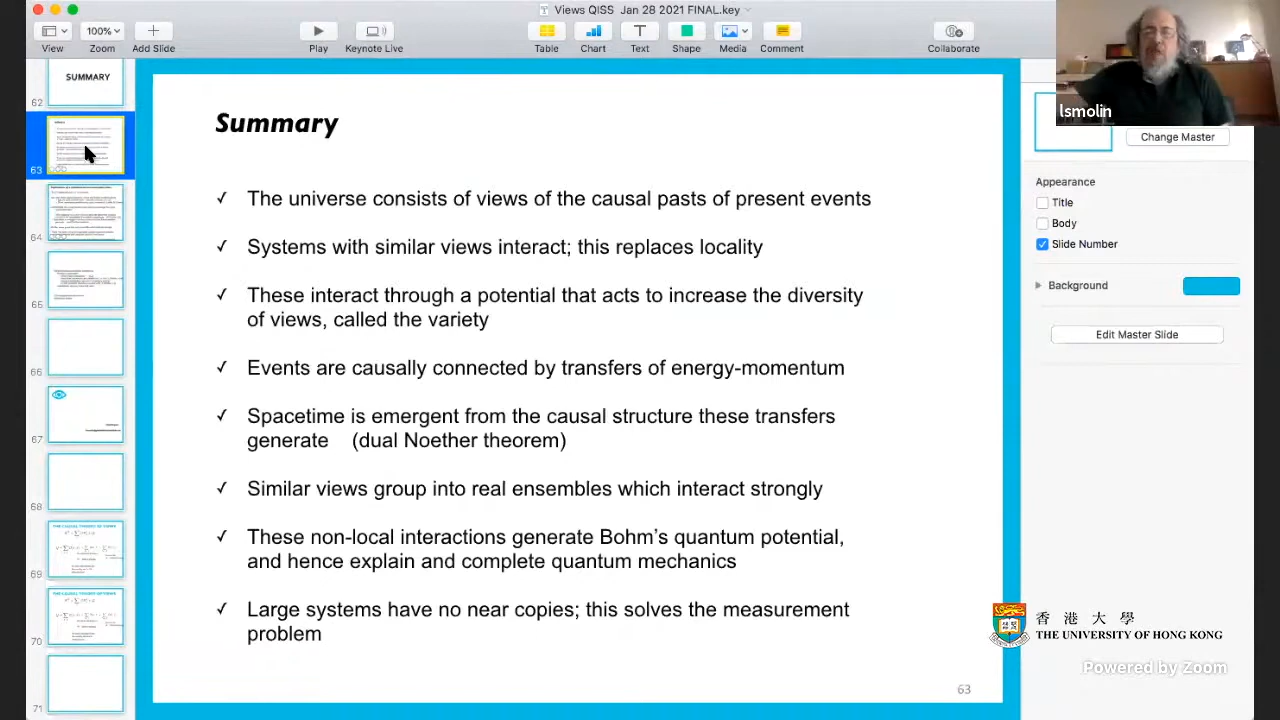 Views QISS Jan 28 2021 FINAL.key
100%
View
Zoom
Add Slide
Play
Keynote Live
Table
Chart
Text
Shape
Media
Comment
Collaborate
lsmolin
SUMMARY
62
63
64
65
66
67
68
69
70
71
Summary
✓ The universe consists of views of the causal pasts of present events
✓ Systems with similar views interact; this replaces locality
✓ These interact through a potential that acts to increase the diversity
of views, called the variety
✓ Events are causally connected by transfers of energy-momentum
✓ Spacetime is emergent from the causal structure these transfers
generate (dual Noether theorem)
✓ Similar views group into real ensembles which interact strongly
✓ These non-local interactions generate Bohm's quantum potential,
and hence explain and complete quantum mechanics
✓ Large systems have no near copies; this solves the measurement
problem
63
Change Master
Appearance
Title
Body
Slide Number
Background
Edit Master Slide
香港大學
THE UNIVERSITY OF HONG KONG
Powered by Zoom